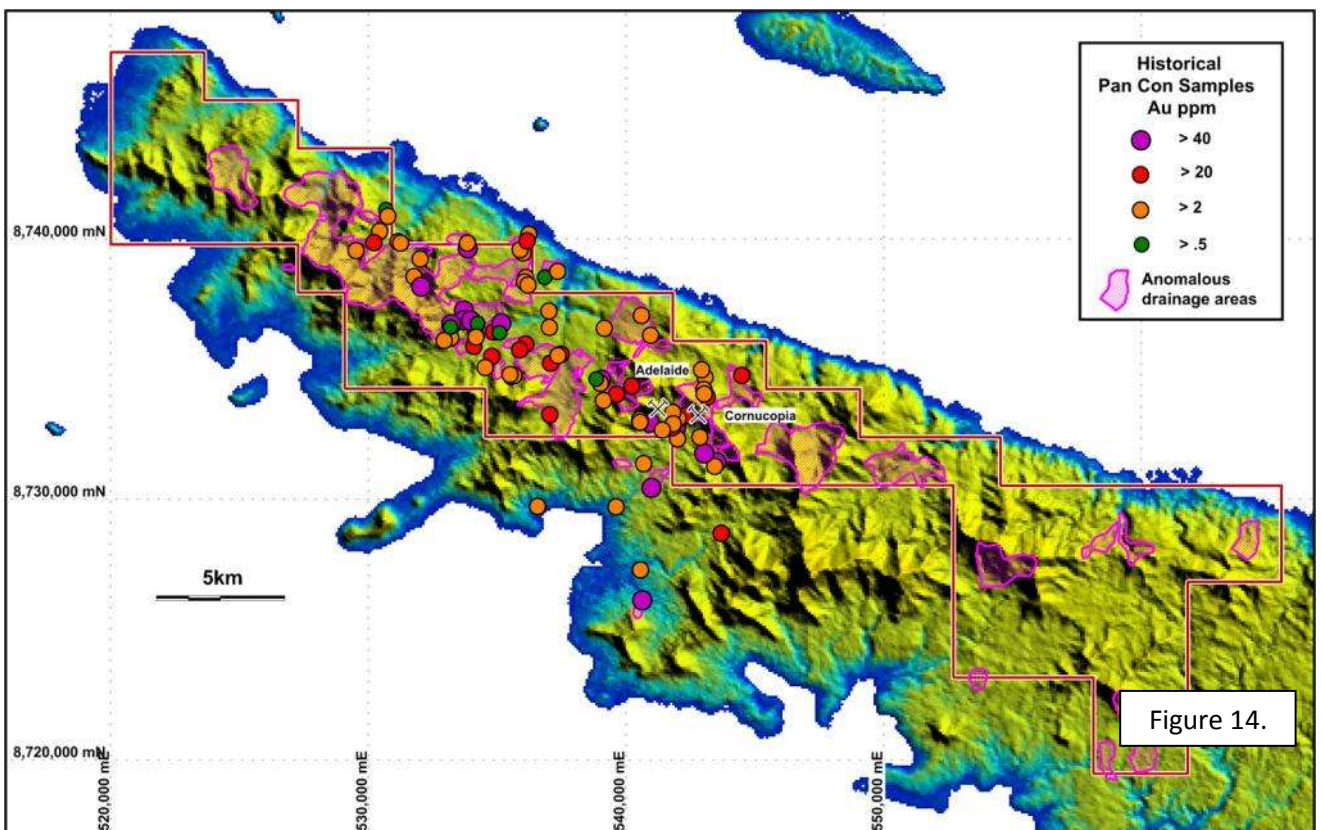 Historical
Pan Con Samples
Au ppm
> 40
> 20
> 2
> .5
Anomalous
drainage areas
8,740,000 mN
Adelaide
Cornucopia
8,730,000 mN
5km
Figure 14.
8,720,000 mN
520,000 mE
530,000 mE
540,000 mE
550,000 mE